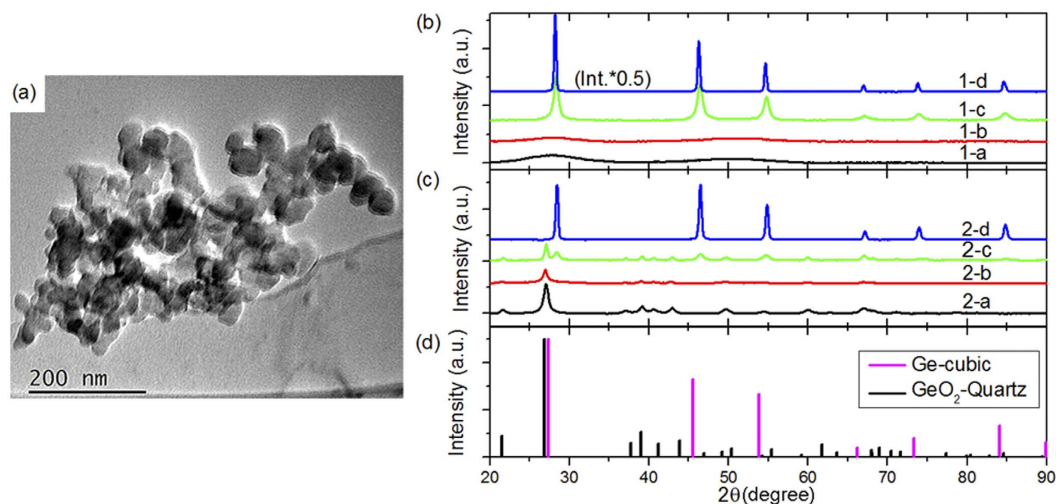 (a)
200 nm
(b)
Intensity (a.u.)
(Int.*0.5)
1-d
1-c
1-b
1-a
(c)
Intensity (a.u.)
2-d
2-c
2-b
2-a
(d)
Intensity (a.u.)
Ge-cubic
GeO₂-Quartz
20 30 40 50 60 70 80 90
2θ(degree)